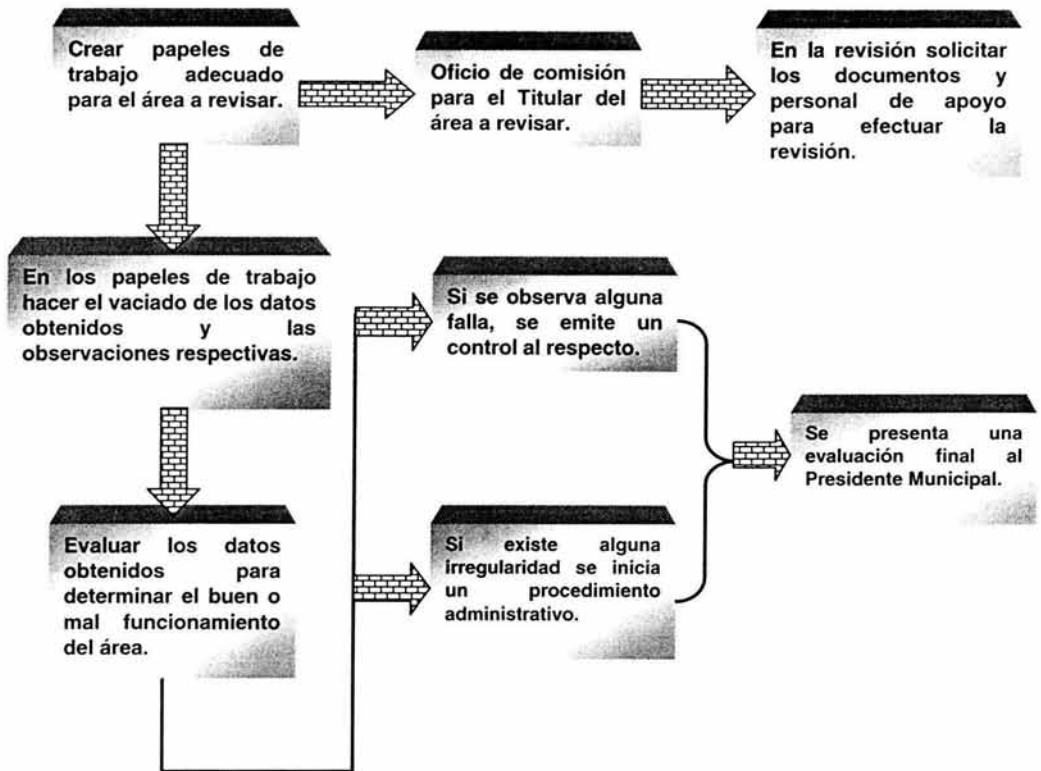 Crear papeles de
trabajo adecuado
para el área a revisar.
Oficio de comisión
para el Titular del
área a revisar.
En la revisión solicitar
los documentos y
personal de apoyo
para efectuar la
revisión.
En los papeles de trabajo
hacer el vaciado de los datos
obtenidos y las
observaciones respectivas.
Si se observa alguna
falla, se emite un
control al respecto.
Se presenta una
evaluación final al
Presidente Municipal.
Evaluar los datos
obtenidos para
determinar el buen o
mal funcionamiento
del área.
Si existe alguna
irregularidad se inicia
un procedimiento
administrativo.